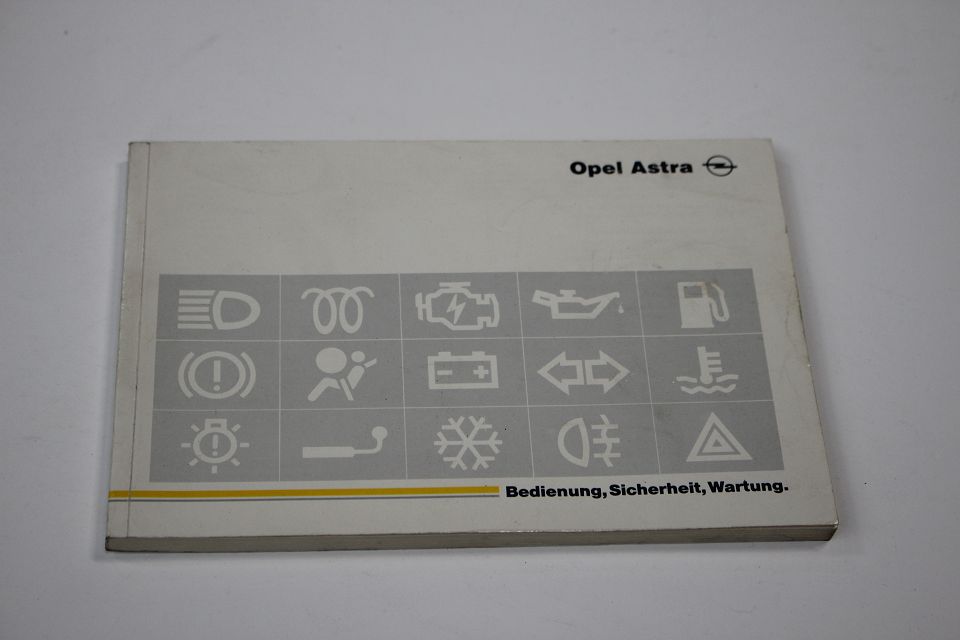 Opel Astra
Bedienung, Sicherheit, Wartung.